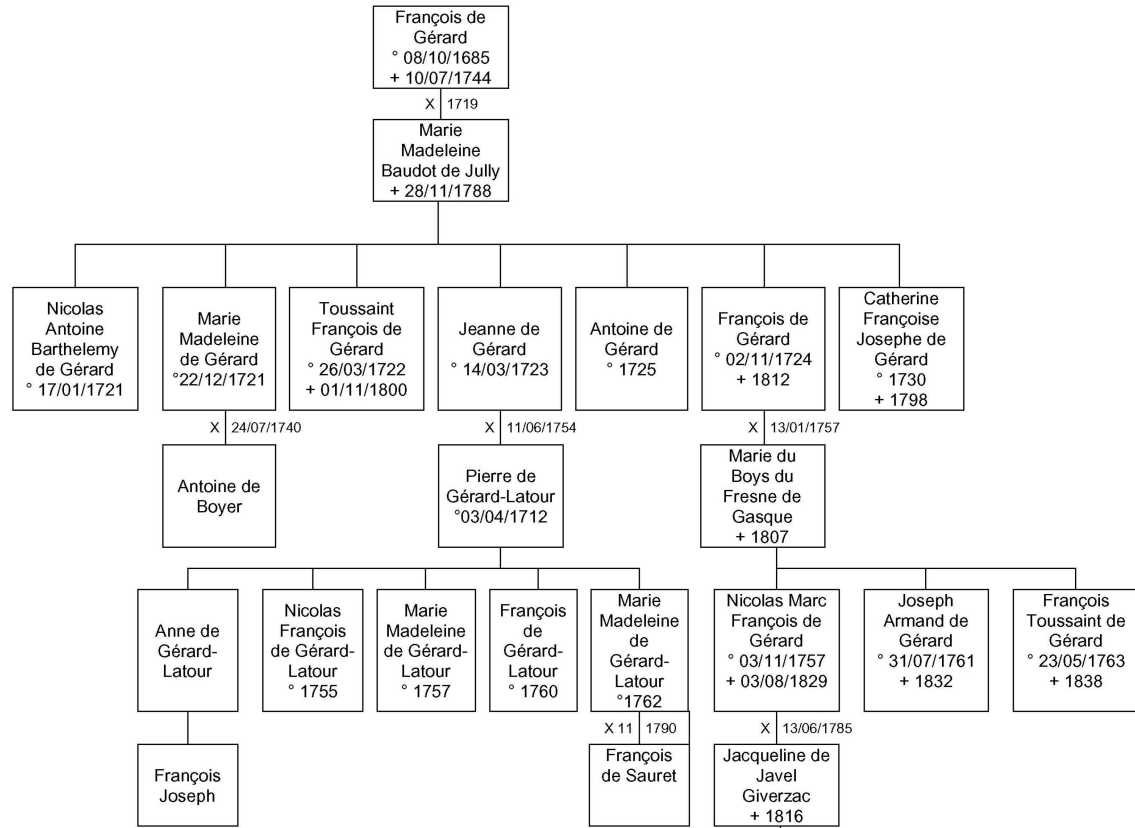 François de
Gérard
° 08/10/1685
+ 10/07/1744
X 1719
Marie
Madeleine
Baudot de Jully
+ 28/11/1788
Nicolas
Antoine
Barthelemy
de Gérard
° 17/01/1721
Marie
Madeleine
de Gérard
°22/12/1721
Toussaint
François de
Gérard
° 26/03/1722
+ 01/11/1800
Jeanne de
Gérard
° 14/03/1723
Antoine de
Gérard
° 1725
François de
Gérard
° 02/11/1724
+ 1812
Catherine
Françoise
Josephe de
Gérard
° 1730
+ 1798
X 24/07/1740
X 11/06/1754
X 13/01/1757
Antoine de
Boyer
Pierre de
Gérard-Latour
°03/04/1712
Marie du
Boys du
Fresne de
Gasque
+ 1807
Anne de
Gérard-
Latour
Nicolas
François
de Gérard-
Latour
° 1755
Marie
Madeleine
de Gérard-
Latour
° 1757
François
de
Gérard-
Latour
° 1760
Marie
Madeleine
de
Gérard-
Latour
°1762
Nicolas Marc
François de
Gérard
° 03/11/1757
+ 03/08/1829
Joseph
Armand de
Gérard
° 31/07/1761
+ 1832
François
Toussaint de
Gérard
° 23/05/1763
+ 1838
X 11 1790
X 13/06/1785
François
Joseph
François
de Sauret
Jacqueline de
Javel
Giverzac
+ 1816